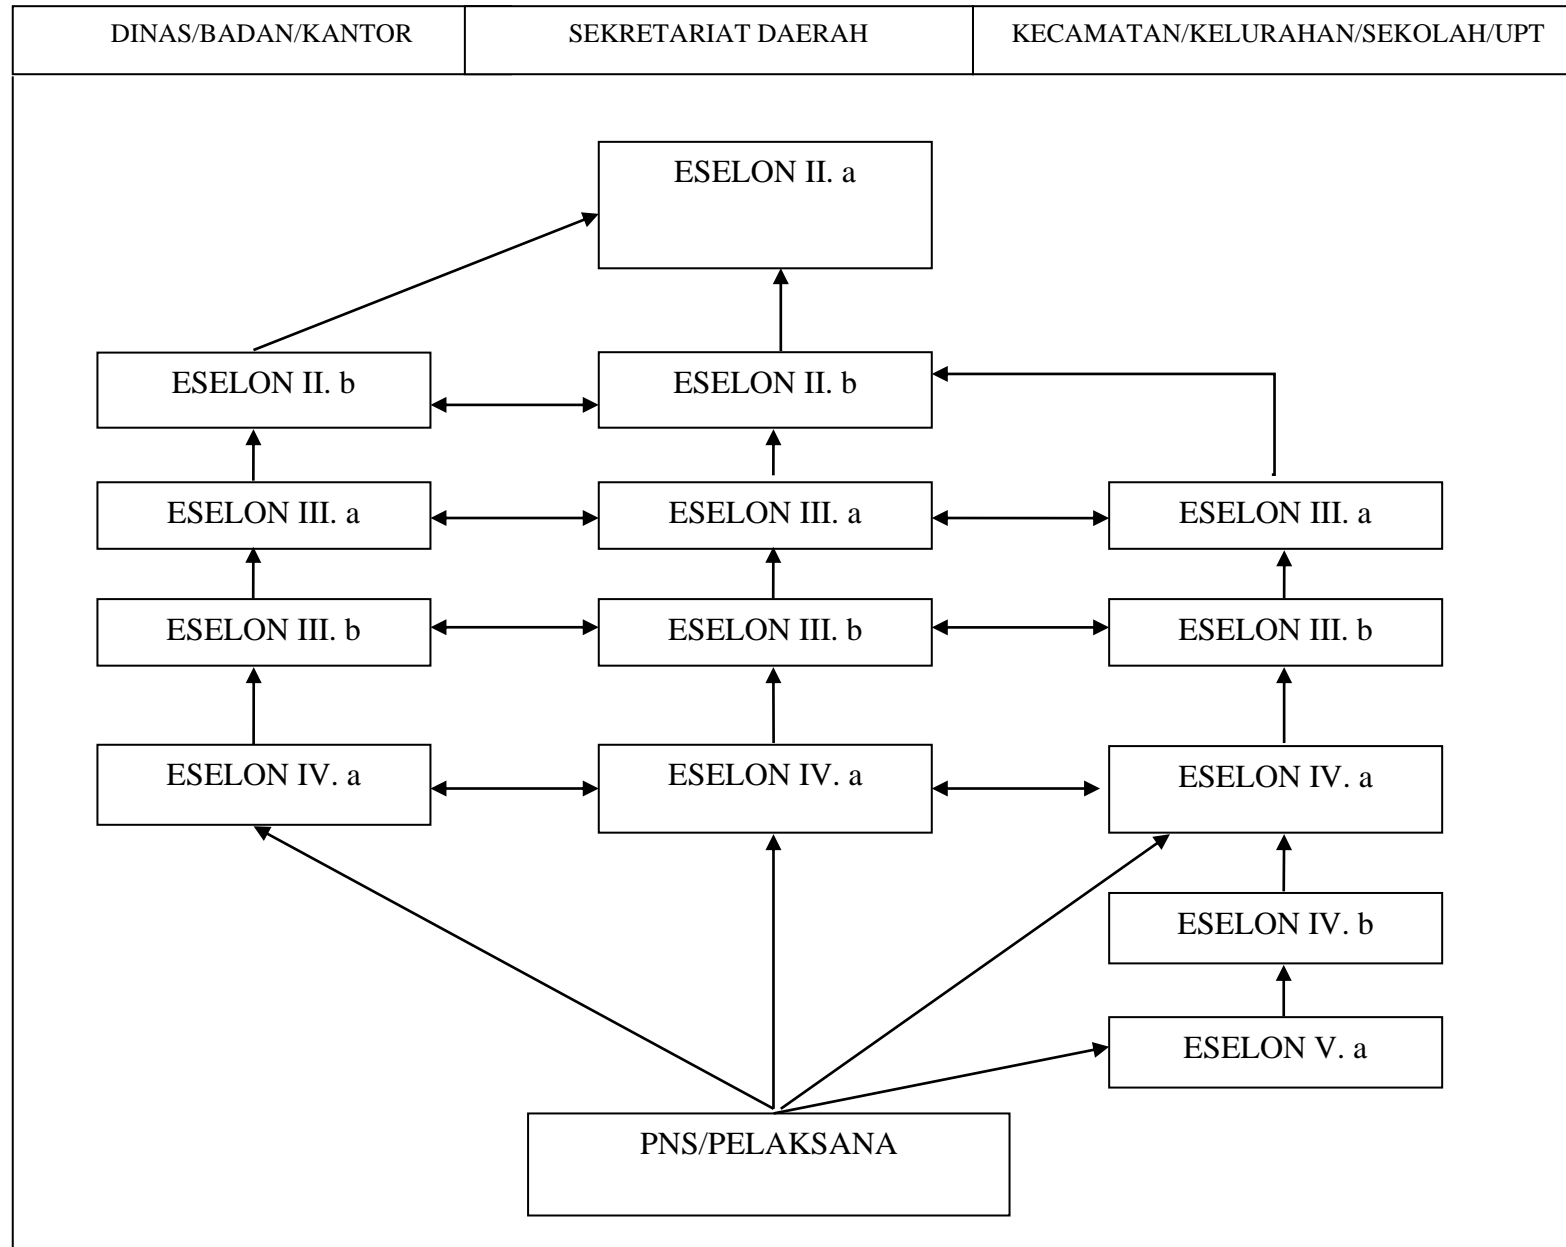 DINAS/BADAN/KANTOR
SEKRETARIAT DAERAH
KECAMATAN/KELURAHAN/SEKOLAH/UPT
ESELON II. a
ESELON II. b
ESELON II. b
ESELON III. a
ESELON III. a
ESELON III. a
ESELON III. b
ESELON III. b
ESELON III. b
ESELON IV. a
ESELON IV. a
ESELON IV. a
ESELON IV. b
ESELON V. a
PNS/PELAKSANA